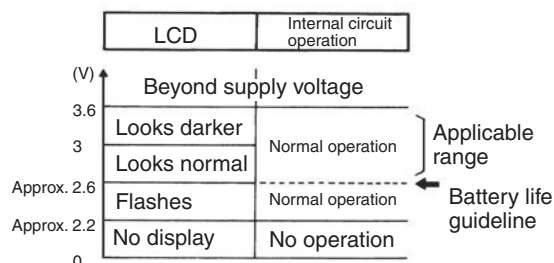 LCD
Internal circuit
operation
(V)
Beyond supply voltage
3.6
Looks darker
Normal operation
Applicable
range
3
Looks normal
Approx. 2.6
Battery life
guideline
Flashes
Normal operation
Approx. 2.2
No display
No operation
0